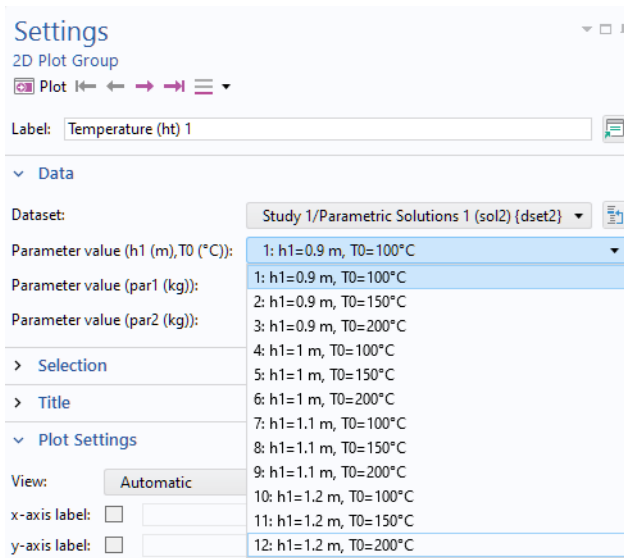 Settings
2D Plot Group
Plot
Label: Temperature (ht) 1
Data
Dataset: Study 1/Parametric Solutions 1 (sol2) {dset2}
Parameter value (h1 (m),T0 (°C)): 1: h1=0.9 m, T0=100°C
Parameter value (par1 (kg)):
Parameter value (par2 (kg)):
1: h1=0.9 m, T0=100°C
2: h1=0.9 m, T0=150°C
3: h1=0.9 m, T0=200°C
4: h1=1 m, T0=100°C
5: h1=1 m, T0=150°C
6: h1=1 m, T0=200°C
7: h1=1.1 m, T0=100°C
8: h1=1.1 m, T0=150°C
9: h1=1.1 m, T0=200°C
10: h1=1.2 m, T0=100°C
11: h1=1.2 m, T0=150°C
12: h1=1.2 m, T0=200°C
Selection
Title
Plot Settings
View: Automatic
x-axis label:
y-axis label: